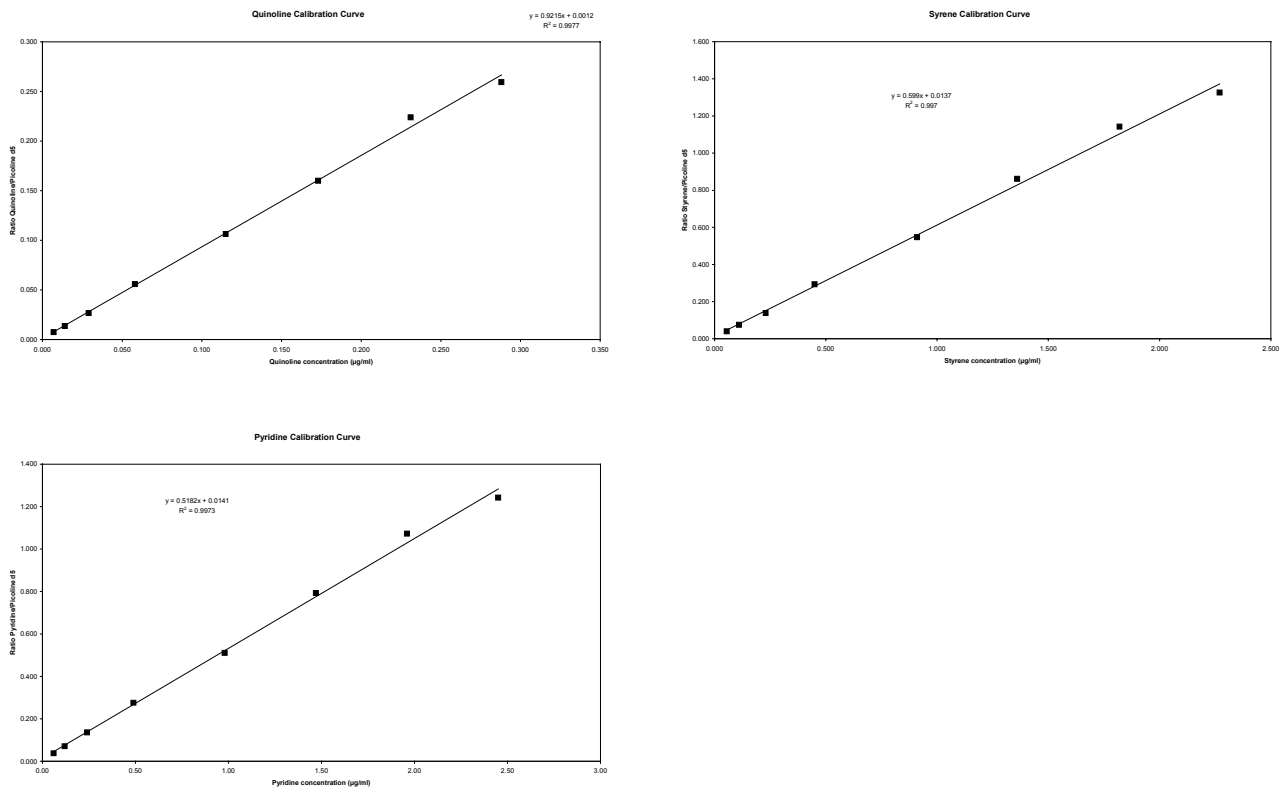 Quinoline Calibration Curve
y = 0.9215x + 0.0012
R² = 0.9977
0.300
0.250
0.200
0.150
0.100
0.050
0.000
Ratio Quinoline/Picoline d5
0.000 0.050 0.100 0.150 0.200 0.250 0.300 0.350
Quinoline concentration (µg/ml)
Syrene Calibration Curve
y = 0.599x + 0.0137
R² = 0.997
1.600
1.400
1.200
1.000
0.800
0.600
0.400
0.200
0.000
Ratio Styrene/Picoline d5
0.000 0.500 1.000 1.500 2.000 2.500
Styrene concentration (µg/ml)
Pyridine Calibration Curve
y = 0.5182x + 0.0141
R² = 0.9973
1.400
1.200
1.000
0.800
0.600
0.400
0.200
0.000
Ratio Pyridine/Picoline d5
0.00 0.50 1.00 1.50 2.00 2.50 3.00
Pyridine concentration (µg/ml)